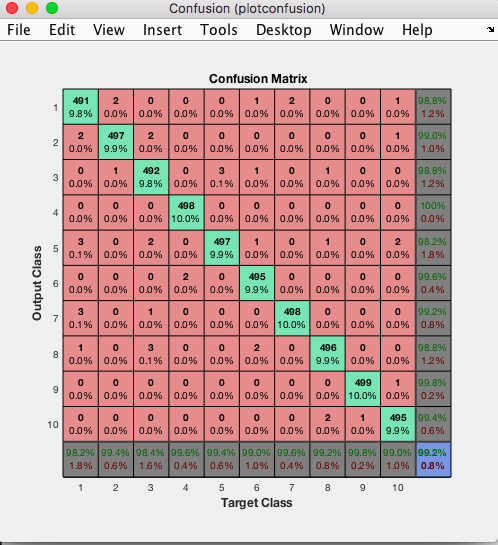 Confusion (plotconfusion)
File Edit View Insert Tools Desktop Window Help
Confusion Matrix
1 491 2 0 0 0 1 2 0 0 1 98.8%
9.8% 0.0% 0.0% 0.0% 0.0% 0.0% 0.0% 0.0% 0.0% 0.0% 1.2%
2 2 497 2 0 0 0 0 0 0 1 99.0%
0.0% 9.9% 0.0% 0.0% 0.0% 0.0% 0.0% 0.0% 0.0% 0.0% 1.0%
3 0 1 492 0 3 1 0 1 0 0 98.8%
0.0% 0.0% 9.8% 0.0% 0.1% 0.0% 0.0% 0.0% 0.0% 0.0% 1.2%
4 0 0 0 498 0 0 0 0 0 0 100%
0.0% 0.0% 0.0% 10.0% 0.0% 0.0% 0.0% 0.0% 0.0% 0.0% 0.0%
5 3 0 2 0 497 1 0 1 0 2 98.2%
0.1% 0.0% 0.0% 0.0% 9.9% 0.0% 0.0% 0.0% 0.0% 0.0% 1.8%
6 0 0 0 2 0 495 0 0 0 0 99.6%
0.0% 0.0% 0.0% 0.0% 0.0% 9.9% 0.0% 0.0% 0.0% 0.0% 0.4%
7 3 0 1 0 0 0 498 0 0 0 99.2%
0.1% 0.0% 0.0% 0.0% 0.0% 0.0% 10.0% 0.0% 0.0% 0.0% 0.8%
8 1 0 3 0 0 2 0 496 0 0 98.8%
0.0% 0.0% 0.1% 0.0% 0.0% 0.0% 0.0% 9.9% 0.0% 0.0% 1.2%
9 0 0 0 0 0 0 0 0 499 1 99.8%
0.0% 0.0% 0.0% 0.0% 0.0% 0.0% 0.0% 0.0% 10.0% 0.0% 0.2%
10 0 0 0 0 0 0 0 2 1 495 99.4%
0.0% 0.0% 0.0% 0.0% 0.0% 0.0% 0.0% 0.0% 0.0% 9.9% 0.6%
98.2% 99.4% 98.4% 99.6% 99.4% 99.0% 99.6% 99.2% 99.8% 99.0% 99.2%
1.8% 0.6% 1.6% 0.4% 0.6% 1.0% 0.4% 0.8% 0.2% 1.0% 0.8%
1 2 3 4 5 6 7 8 9 10
Target Class
Output Class